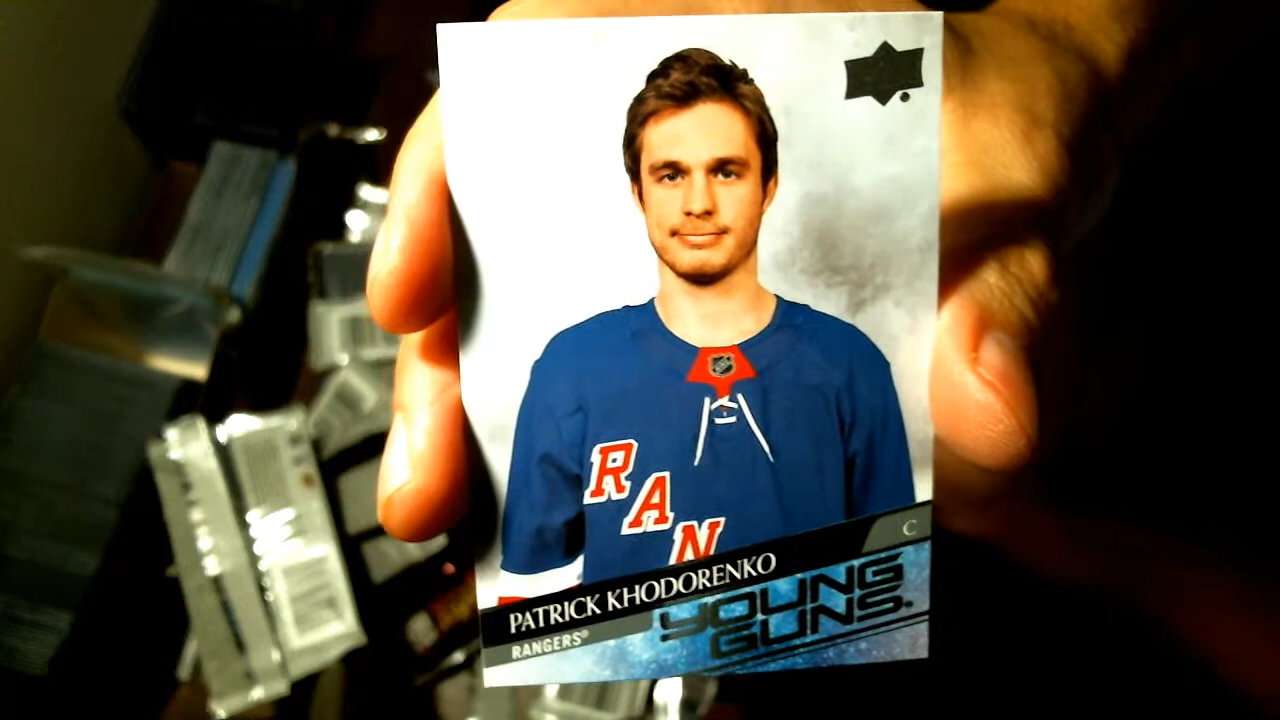 RAN
PATRICK KHODORENKO
C
RANGERS®
YOUNG
GUNS.